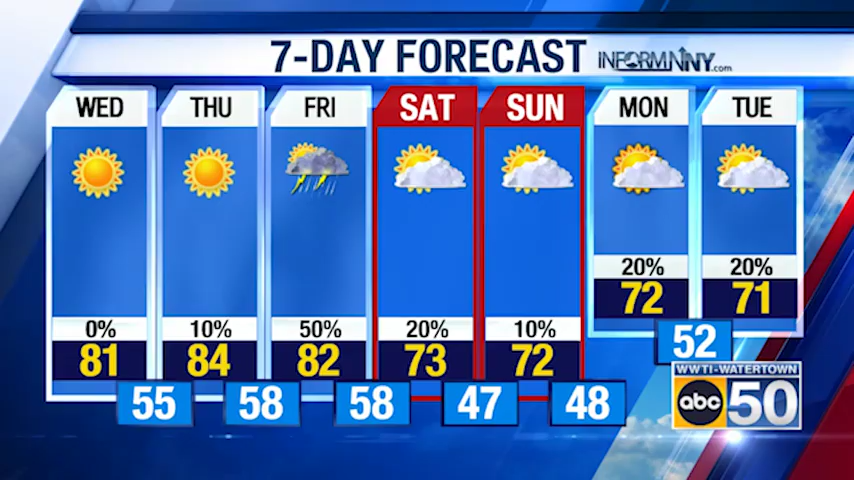 7-DAY FORECAST INFORMNNY.com
WED THU FRI SAT SUN MON TUE
0% 10% 50% 20% 10% 20% 20%
81 84 82 73 72 72 71
55 58 58 47 48 52
WWTI-WATERTOWN
abc 50